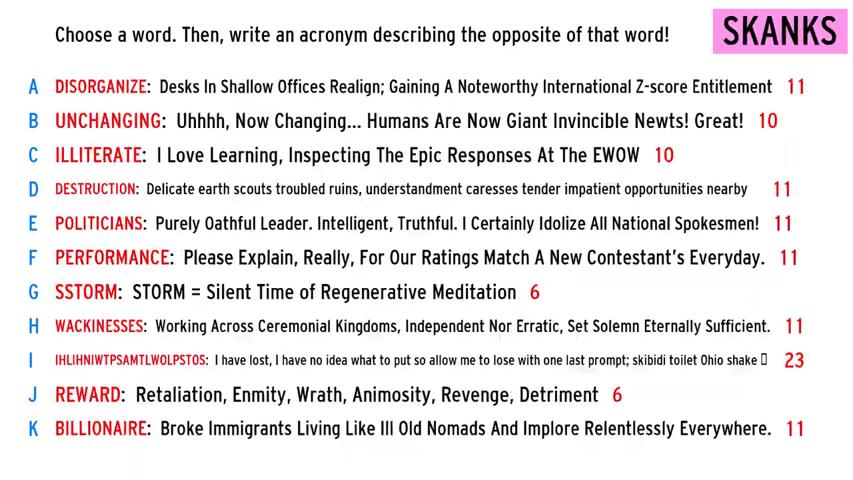 Choose a word. Then, write an acronym describing the opposite of that word!
SKANKS
A DISORGANIZE: Desks In Shallow Offices Realign; Gaining A Noteworthy International Z-score Entitlement 11
B UNCHANGING: Uhhhh, Now Changing... Humans Are Now Giant Invincible Newts! Great! 10
C ILLITERATE: I Love Learning, Inspecting The Epic Responses At The EWOW 10
D DESTRUCTION: Delicate earth scouts troubled ruins, understandment caresses tender impatient opportunities nearby 11
E POLITICIANS: Purely Oathful Leader. Intelligent, Truthful. I Certainly Idolize All National Spokesmen! 11
F PERFORMANCE: Please Explain, Really, For Our Ratings Match A New Contestant's Everyday. 11
G SSTORM: STORM = Silent Time of Regenerative Meditation 6
H WACKINESSES: Working Across Ceremonial Kingdoms, Independent Nor Erratic, Set Solemn Eternally Sufficient. 11
I IHLIHNIWTPSAMTLWOLPSTOS: I have lost, I have no idea what to put so allow me to lose with one last prompt; skibidi toilet Ohio shake ▯ 23
J REWARD: Retaliation, Enmity, Wrath, Animosity, Revenge, Detriment 6
K BILLIONAIRE: Broke Immigrants Living Like Ill Old Nomads And Implore Relentlessly Everywhere. 11